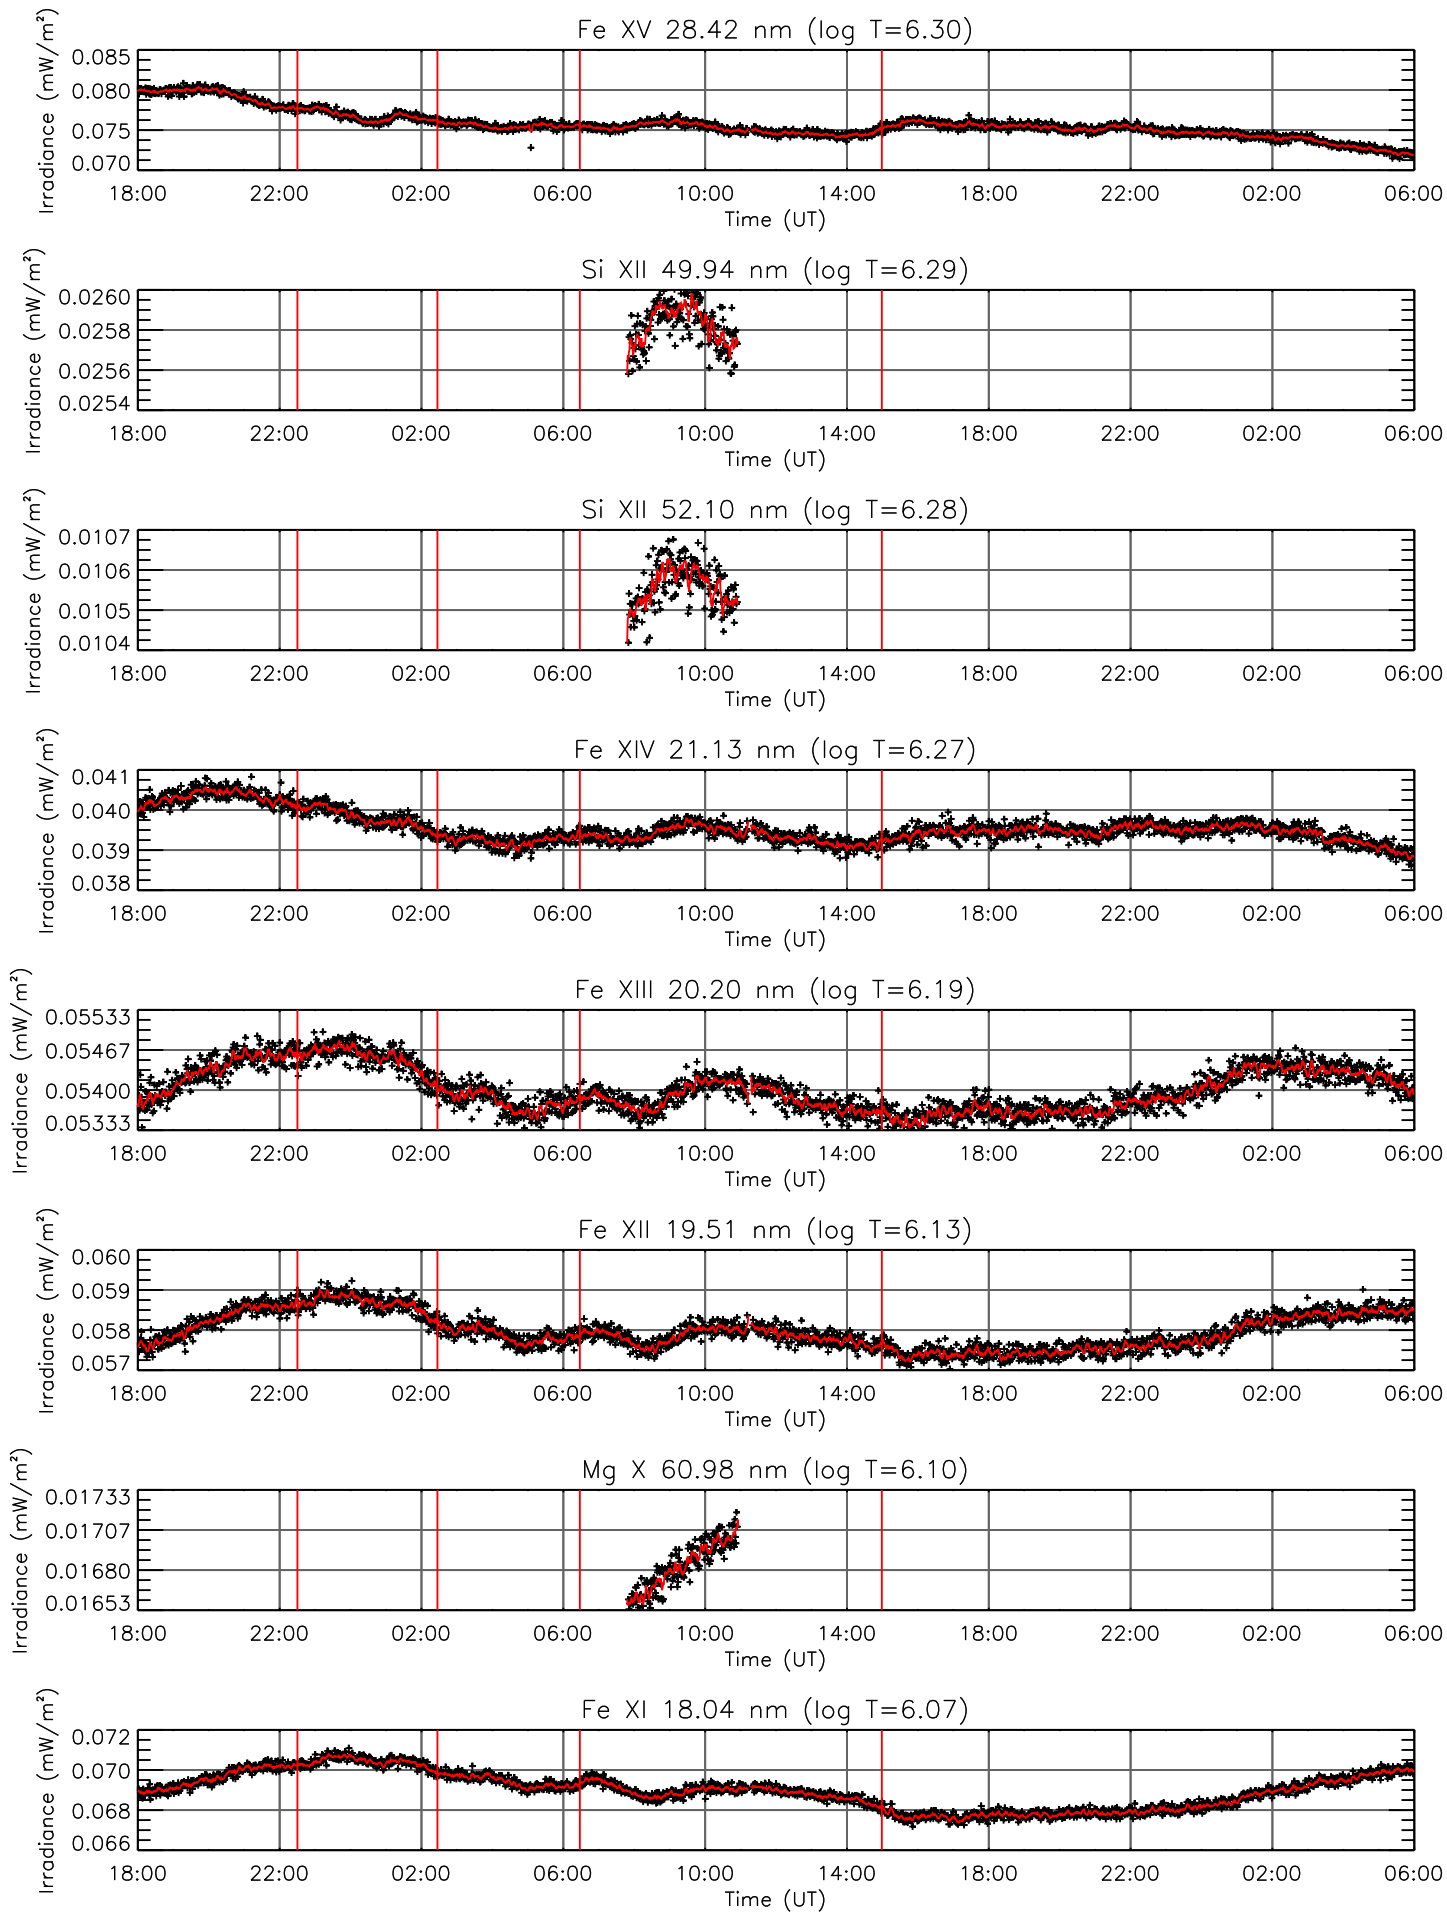 Fe XV 28.42 nm (log T=6.30)
Irradiance (mW/m²)
0.085
0.080
0.075
0.070
18:00 22:00 02:00 06:00 10:00 14:00 18:00 22:00 02:00 06:00
Time (UT)
Si XII 49.94 nm (log T=6.29)
Irradiance (mW/m²)
0.0260
0.0258
0.0256
0.0254
18:00 22:00 02:00 06:00 10:00 14:00 18:00 22:00 02:00 06:00
Time (UT)
Si XII 52.10 nm (log T=6.28)
Irradiance (mW/m²)
0.0107
0.0106
0.0105
0.0104
18:00 22:00 02:00 06:00 10:00 14:00 18:00 22:00 02:00 06:00
Time (UT)
Fe XIV 21.13 nm (log T=6.27)
Irradiance (mW/m²)
0.041
0.040
0.039
0.038
18:00 22:00 02:00 06:00 10:00 14:00 18:00 22:00 02:00 06:00
Time (UT)
Fe XIII 20.20 nm (log T=6.19)
Irradiance (mW/m²)
0.05533
0.05467
0.05400
0.05333
18:00 22:00 02:00 06:00 10:00 14:00 18:00 22:00 02:00 06:00
Time (UT)
Fe XII 19.51 nm (log T=6.13)
Irradiance (mW/m²)
0.060
0.059
0.058
0.057
18:00 22:00 02:00 06:00 10:00 14:00 18:00 22:00 02:00 06:00
Time (UT)
Mg X 60.98 nm (log T=6.10)
Irradiance (mW/m²)
0.01733
0.01707
0.01680
0.01653
18:00 22:00 02:00 06:00 10:00 14:00 18:00 22:00 02:00 06:00
Time (UT)
Fe XI 18.04 nm (log T=6.07)
Irradiance (mW/m²)
0.072
0.070
0.068
0.066
18:00 22:00 02:00 06:00 10:00 14:00 18:00 22:00 02:00 06:00
Time (UT)